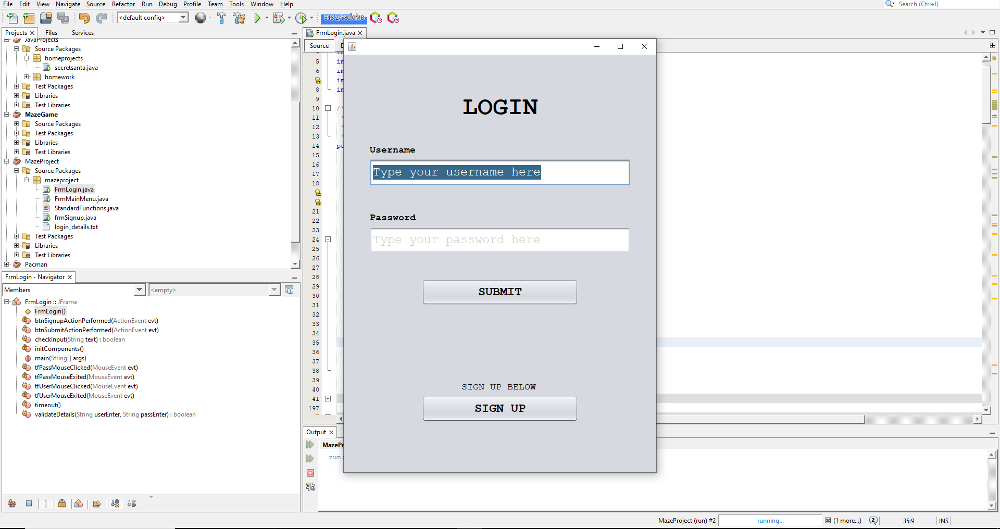 File Edit View Navigate Source Refactor Run Debug Profile Team Tools Window Help
Search (Ctrl+I)
<default config>
318.2/580.0MB
Projects
Files
Services
JavaProjects
Source Packages
homeprojects
secretsanta.java
homework
Test Packages
Libraries
Test Libraries
MazeGame
Source Packages
Test Packages
Libraries
Test Libraries
MazeProject
Source Packages
mazeproject
FrmLogin.java
FrmMainMenu.java
StandardFunctions.java
frmSignup.java
login_details.txt
Test Packages
Libraries
Test Libraries
Pacman
FrmLogin - Navigator
Members
<empty>
FrmLogin :: JFrame
FrmLogin()
btnSignupActionPerformed(ActionEvent evt)
btnSubmitActionPerformed(ActionEvent evt)
checkInput(String text) : boolean
initComponents()
main(String[] args)
tfPassMouseClicked(MouseEvent evt)
tfPassMouseExited(MouseEvent evt)
tfUserMouseClicked(MouseEvent evt)
tfUserMouseExited(MouseEvent evt)
timeout()
validateDetails(String userEnter, String passEnter) : boolean
FrmLogin.java
Source
5 im
6 im
im
8 im
9
10 /*
11 *
12 *
13 *
14 pu
15
16
17
18
21
22
23
24
25
26
27
28
29
30
31
32
33
34
35
36
37
38
39
40
41
197
LOGIN
Username
Type your username here
Password
Type your password here
SUBMIT
SIGN UP BELOW
SIGN UP
Output
MazePr
run:
MazeProject (run) #2
running...
(1 more...)
2
35:9
INS